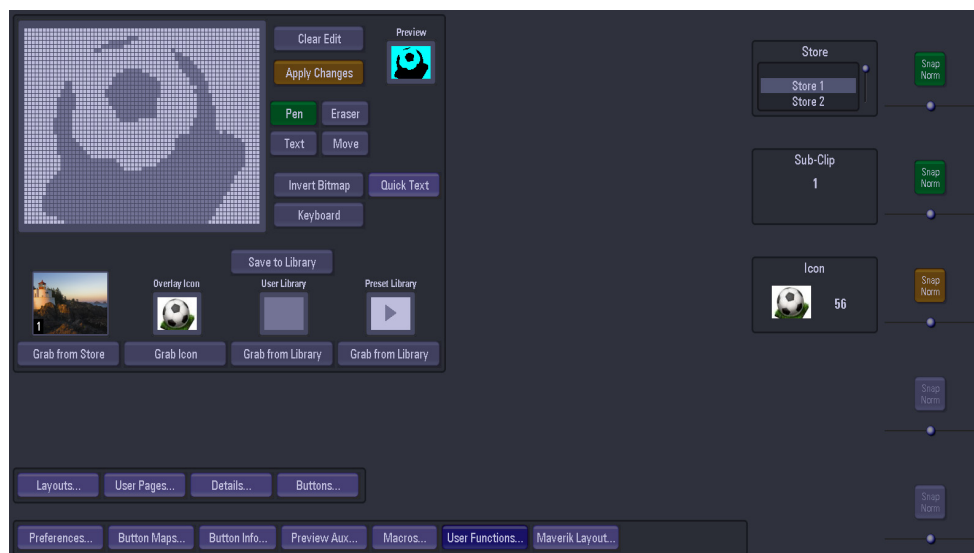 Clear Edit
Preview
Apply Changes
Pen
Eraser
Text
Move
Invert Bitmap
Quick Text
Keyboard
Save to Library
Overlay Icon
User Library
Preset Library
1
Grab from Store
Grab Icon
Grab from Library
Grab from Library
Store
Store 1
Store 2
Snap
Norm
Sub-Clip
1
Snap
Norm
Icon
56
Snap
Norm
Snap
Norm
Snap
Norm
Layouts...
User Pages...
Details...
Buttons...
Preferences...
Button Maps...
Button Info...
Preview Aux...
Macros...
User Functions...
Maverik Layout...